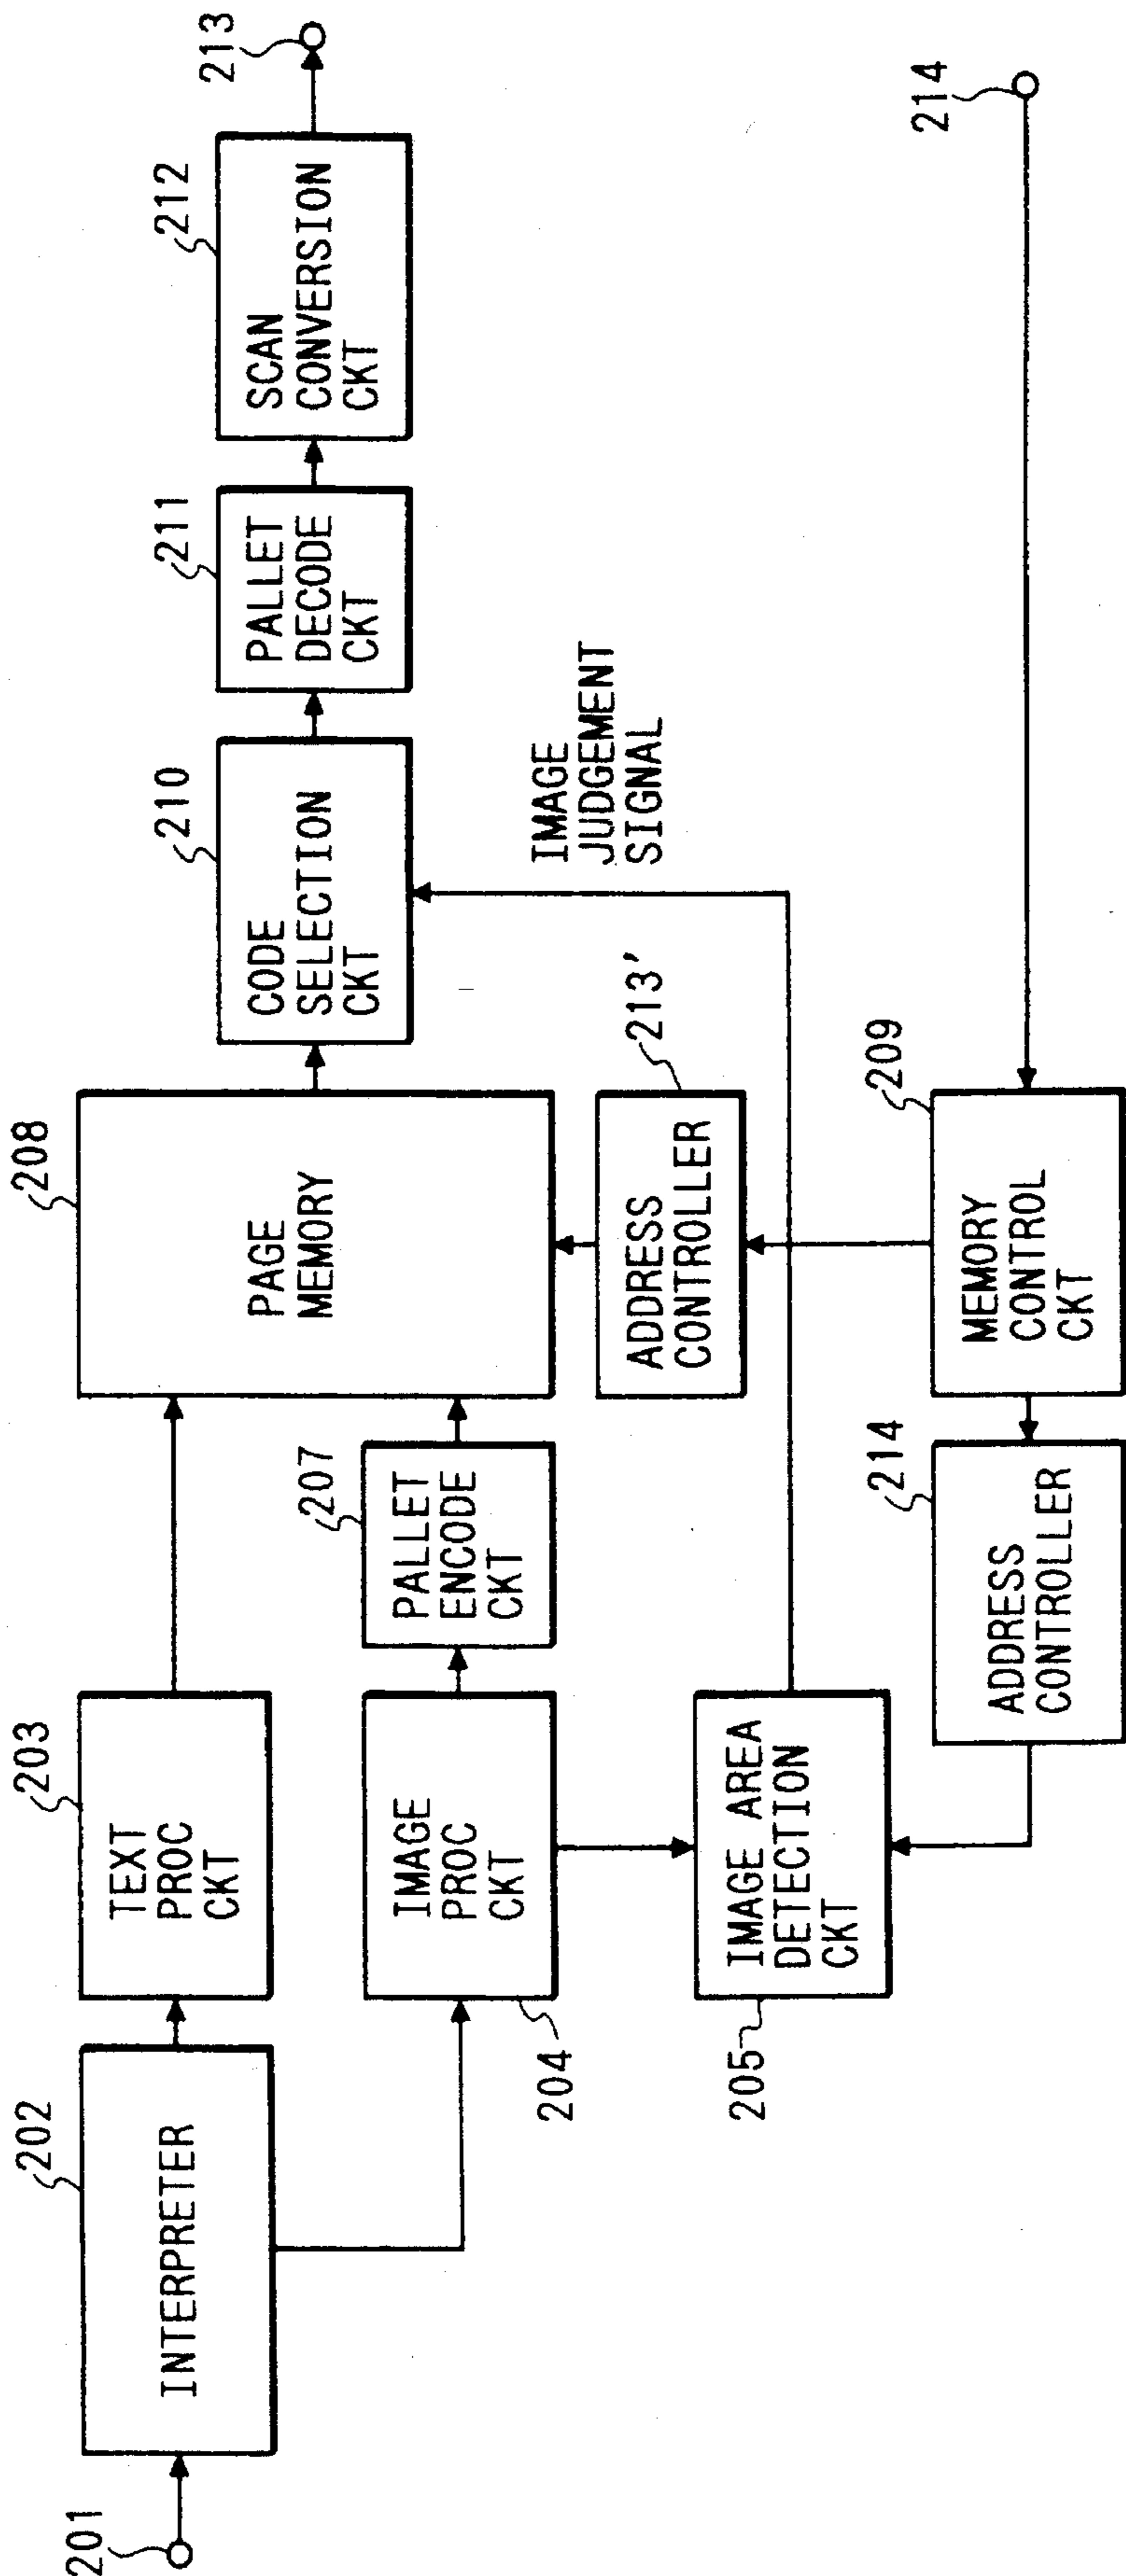 201
202
INTERPRETER
203
TEXT
PROC
CKT
204
IMAGE
PROC
CKT
205
IMAGE AREA
DETECTION
CKT
207
PALLET
ENCODE
CKT
208
PAGE
MEMORY
213'
ADDRESS
CONTROLLER
214
ADDRESS
CONTROLLER
209
MEMORY
CONTROL
CKT
210
CODE
SELECTION
CKT
IMAGE
JUDGEMENT
SIGNAL
211
PALLET
DECODE
CKT
212
SCAN
CONVERSION
CKT
213
214